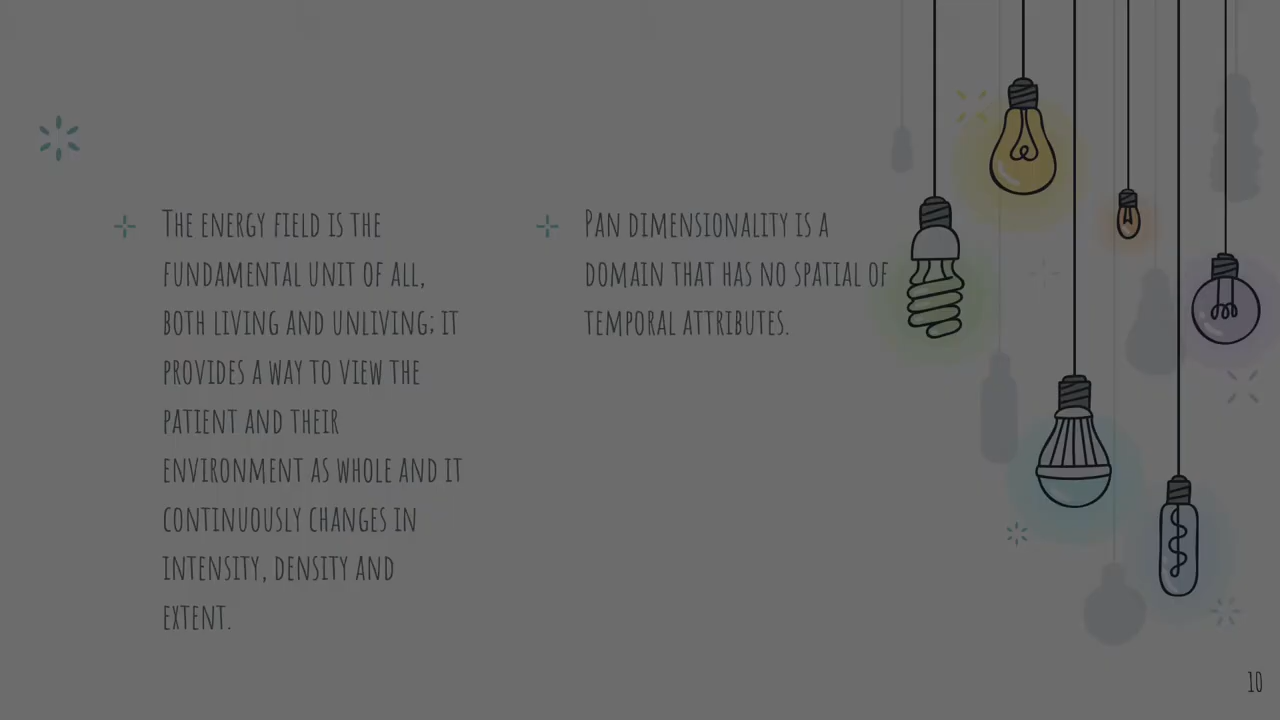 THE ENERGY FIELD IS THE
FUNDAMENTAL UNIT OF ALL,
BOTH LIVING AND UNLIVING; IT
PROVIDES A WAY TO VIEW THE
PATIENT AND THEIR
ENVIRONMENT AS WHOLE AND IT
CONTINUOUSLY CHANGES IN
INTENSITY, DENSITY AND
EXTENT.
PAN DIMENSIONALITY IS A
DOMAIN THAT HAS NO SPATIAL OF
TEMPORAL ATTRIBUTES.
10